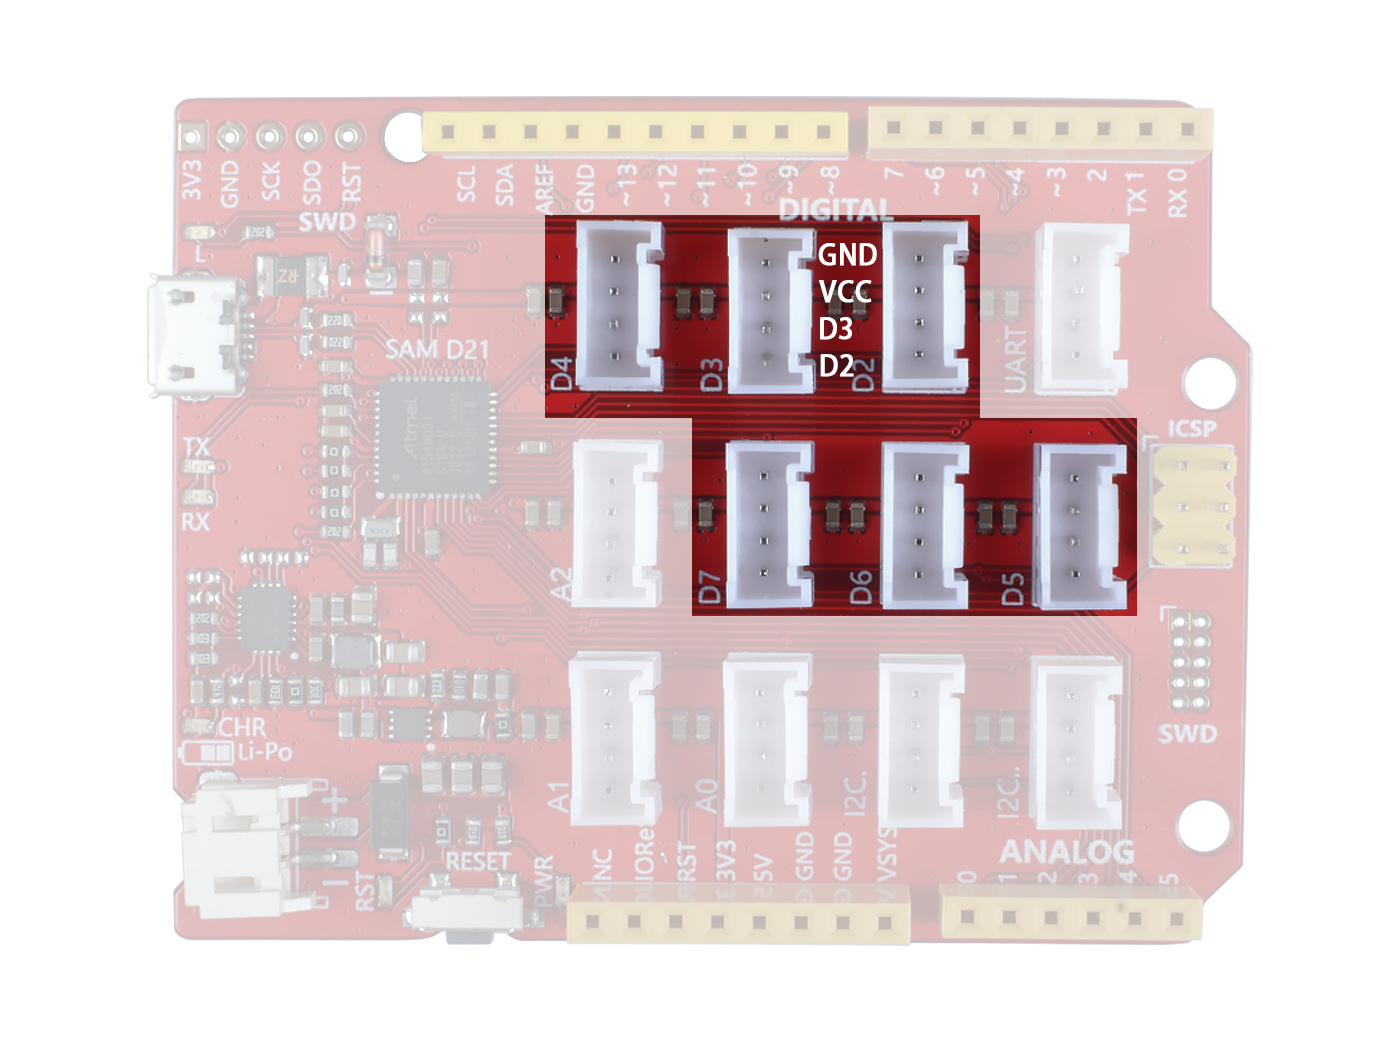 3V3
GND
SCK
SDO
RST
SWD
SCL
SDA
AREF
GND
~13
~12
~11
~10
~9
~8
7
~6
~5
~4
~3
2
TX 1
RX 0
DIGITAL
L
GND
VCC
D3
D2
D4
D3
D2
UART
SAM D21
Atmel
TX
RX
ICSP
A2
D7
D6
D5
SWD
CHR
Li-Po
A1
A0
I2C.
I2C..
+
−
RST
RESET
PWR
NC
RST
3V3
5V
GND
GND
VSYS
ANALOG
0
1
2
3
4
5